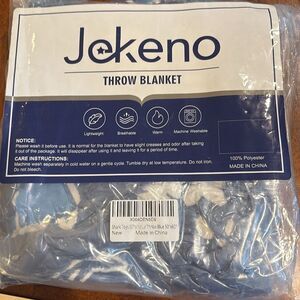 Jekeno
THROW BLANKET
Lightweight
Breathable
Warm
Machine Washable
NOTICE:
Please wash it before use. It is normal for the blanket to have slight creases and odor after taking
it out of the package. It will disappear after using it and leaving it for a period of time.
CARE INSTRUCTIONS:
Machine wash separately in cold water on a gentle cycle. Tumble dry at low temperature. Do not iron.
Do not bleach.
100% Polyester
MADE IN CHINA
Blue
New
Made in China